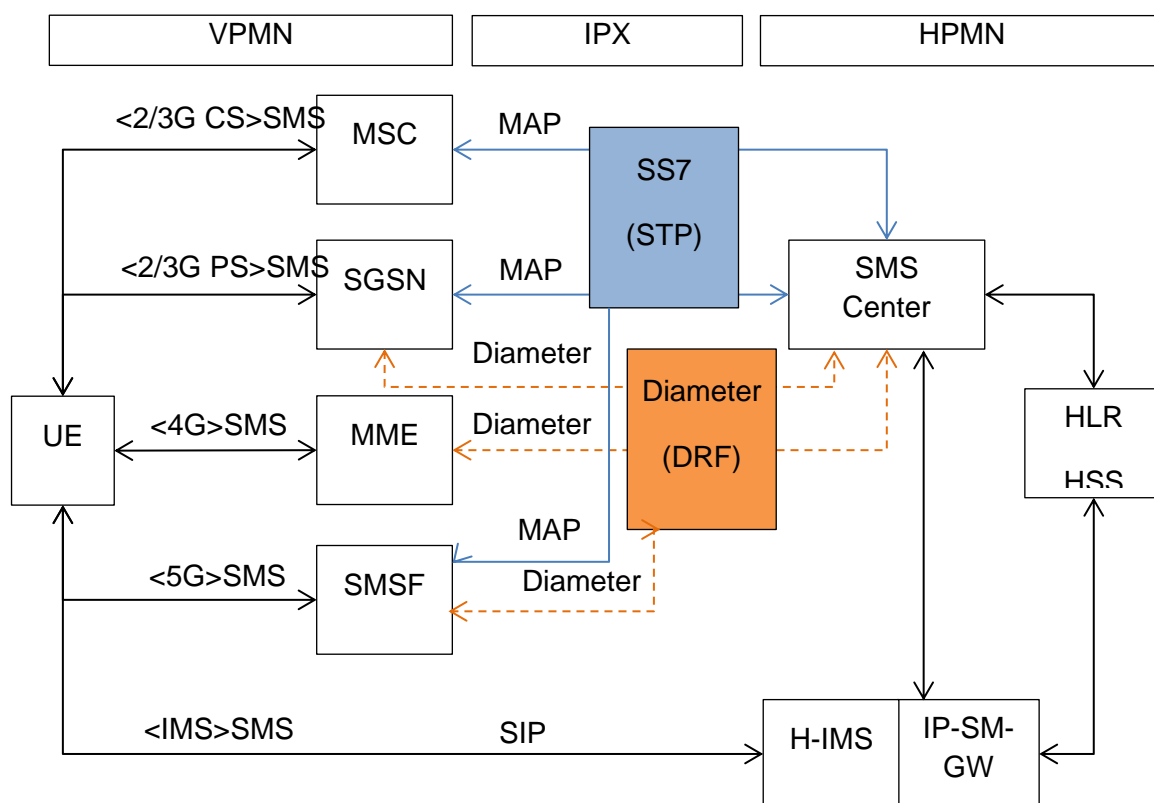 VPMN
IPX
HPMN
<2/3G CS>SMS
MSC
MAP
SS7
(STP)
<2/3G PS>SMS
SGSN
MAP
SMS
Center
Diameter
Diameter
(DRF)
UE
<4G>SMS
MME
Diameter
HLR
HSS
MAP
<5G>SMS
SMSF
Diameter
<IMS>SMS
SIP
H-IMS
IP-SM-
GW